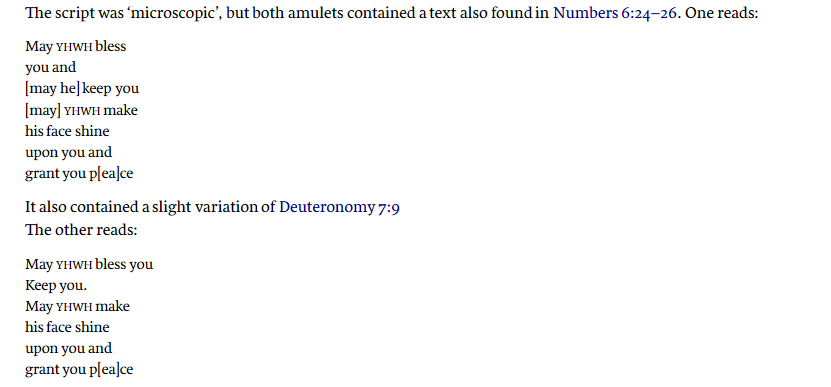 The script was ‘microscopic’, but both amulets contained a text also found in Numbers 6:24–26. One reads:
May YHWH bless
you and
[may he] keep you
[may] YHWH make
his face shine
upon you and
grant you p[ea]ce
It also contained a slight variation of Deuteronomy 7:9
The other reads:
May YHWH bless you
Keep you.
May YHWH make
his face shine
upon you and
grant you p[ea]ce